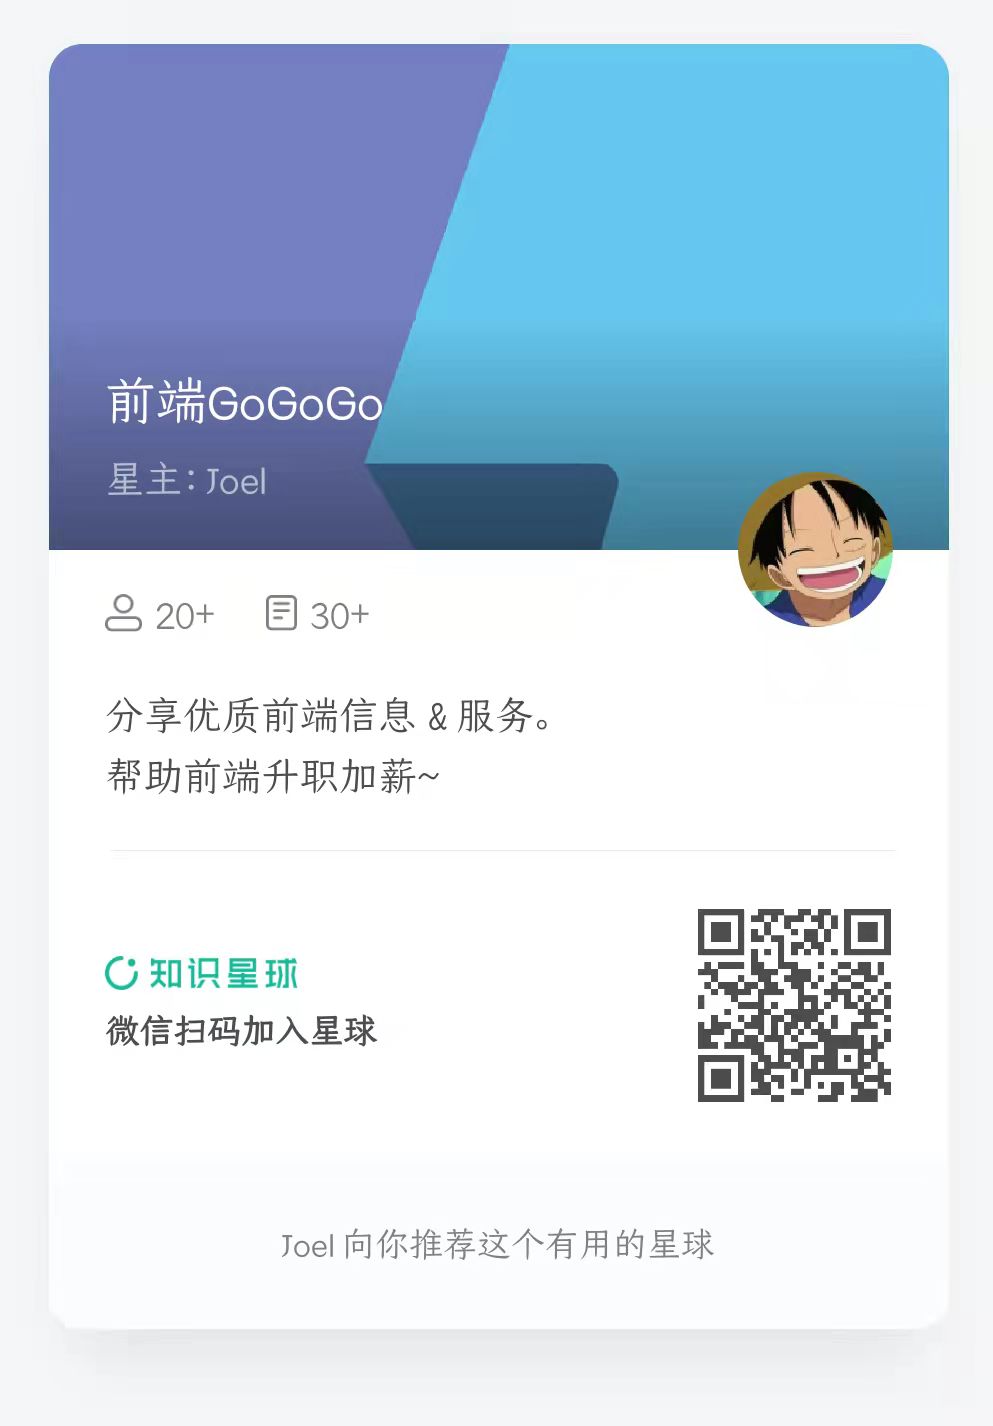 前端GoGoGo
星主：Joel
20+ 30+
分享优质前端信息 & 服务。
帮助前端升职加薪~
知识星球
微信扫码加入星球
Joel 向你推荐这个有用的星球